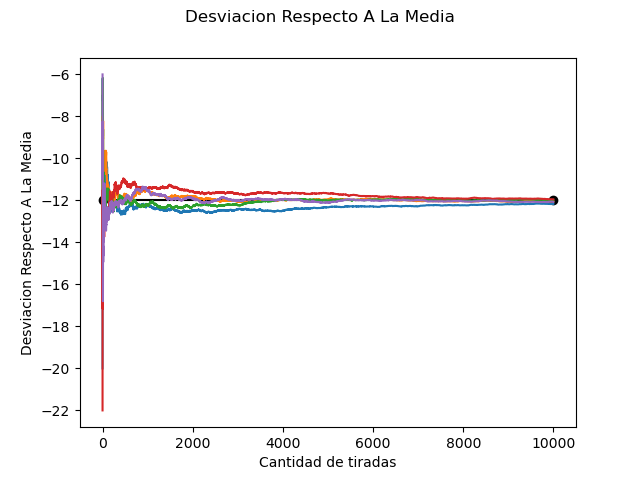 Desviacion Respecto A La Media
−6
−8
−10
−12
−14
−16
−18
−20
−22
Desviacion Respecto A La Media
0 2000 4000 6000 8000 10000
Cantidad de tiradas